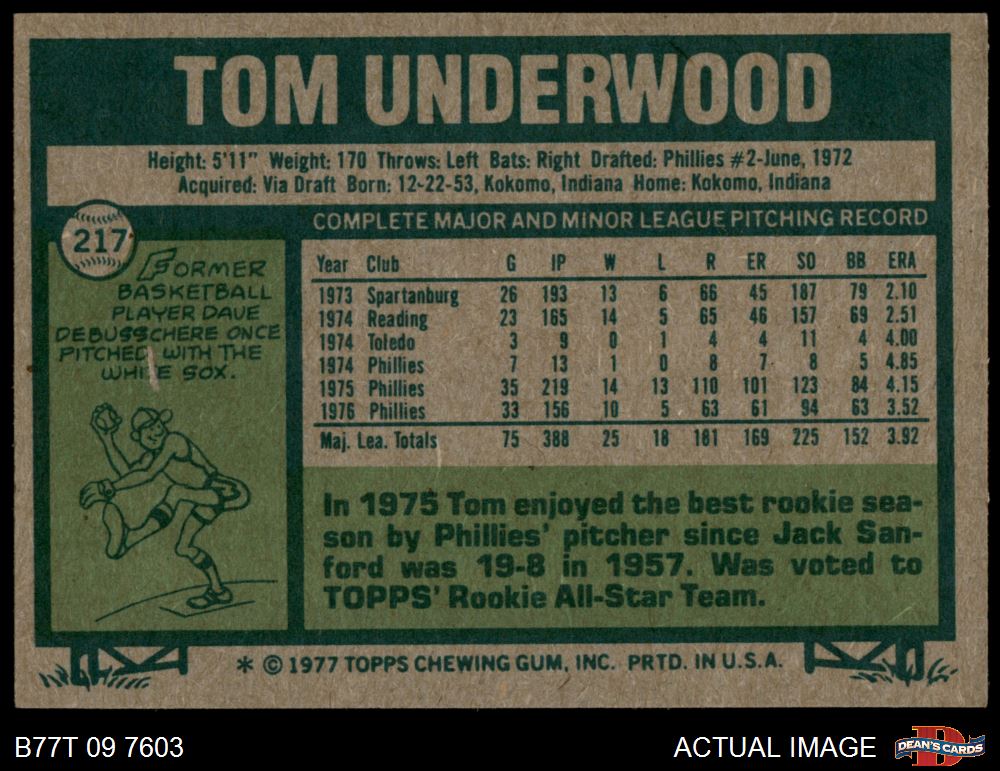 TOM UNDERWOOD
Height: 5'11" Weight: 170 Throws: Left Bats: Right Drafted: Phillies #2-June, 1972
Acquired: Via Draft Born: 12-22-53, Kokomo, Indiana Home: Kokomo, Indiana
217
COMPLETE MAJOR AND MINOR LEAGUE PITCHING RECORD
FORMER
BASKETBALL
PLAYER DAVE
DEBUSSCHERE ONCE
PITCHED WITH THE
WHITE SOX.
Year Club G IP W L R ER SO BB ERA
1973 Spartanburg 26 193 13 6 66 45 187 79 2.10
1974 Reading 23 165 14 5 65 46 157 69 2.51
1974 Toledo 3 9 0 1 4 4 11 4 4.00
1974 Phillies 7 13 1 0 8 7 8 5 4.85
1975 Phillies 35 219 14 13 110 101 123 84 4.15
1976 Phillies 33 156 10 5 63 61 94 63 3.52
Maj. Lea. Totals 75 388 25 18 181 169 225 152 3.92
In 1975 Tom enjoyed the best rookie sea-
son by Phillies' pitcher since Jack San-
ford was 19-8 in 1957. Was voted to
TOPPS' Rookie All-Star Team.
* © 1977 TOPPS CHEWING GUM, INC. PRTD. IN U.S.A.
B77T 09 7603
ACTUAL IMAGE
D
DEAN'S CARDS